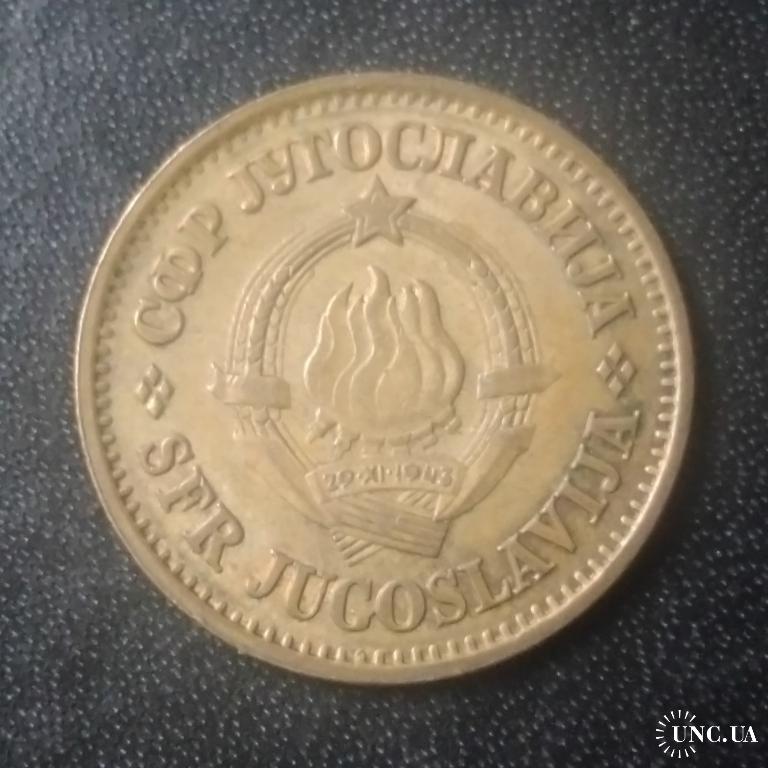 СФР ЈУГОСЛАВИЈА
29·XI·1943
SFR JUGOSLAVIJA
UNC.UA